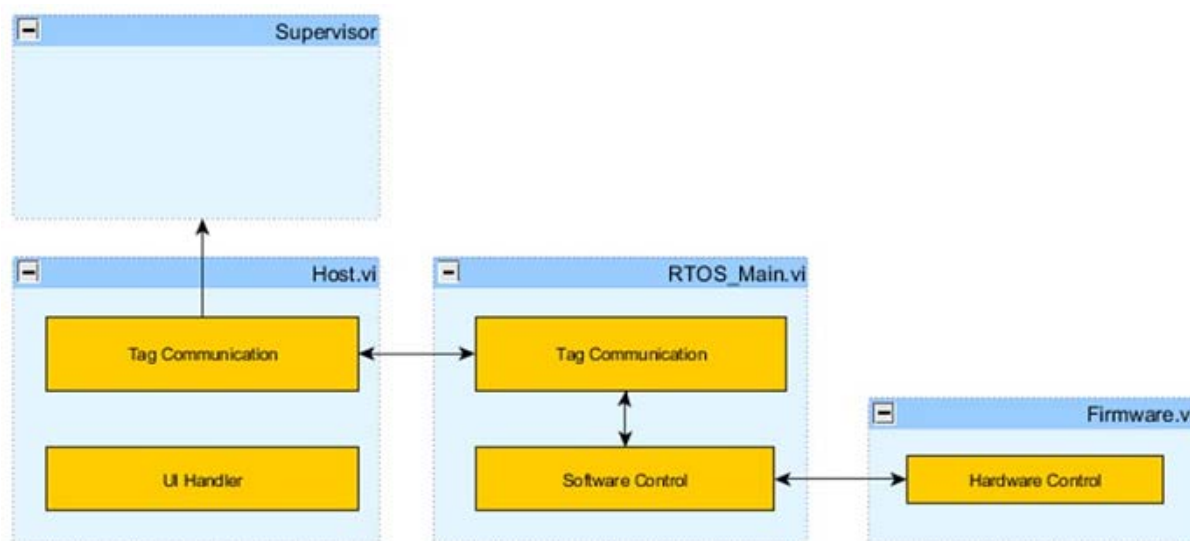 Supervisor
Host.vi
RTOS_Main.vi
Tag Communication
Tag Communication
Firmware.v
UI Handler
Software Control
Hardware Control